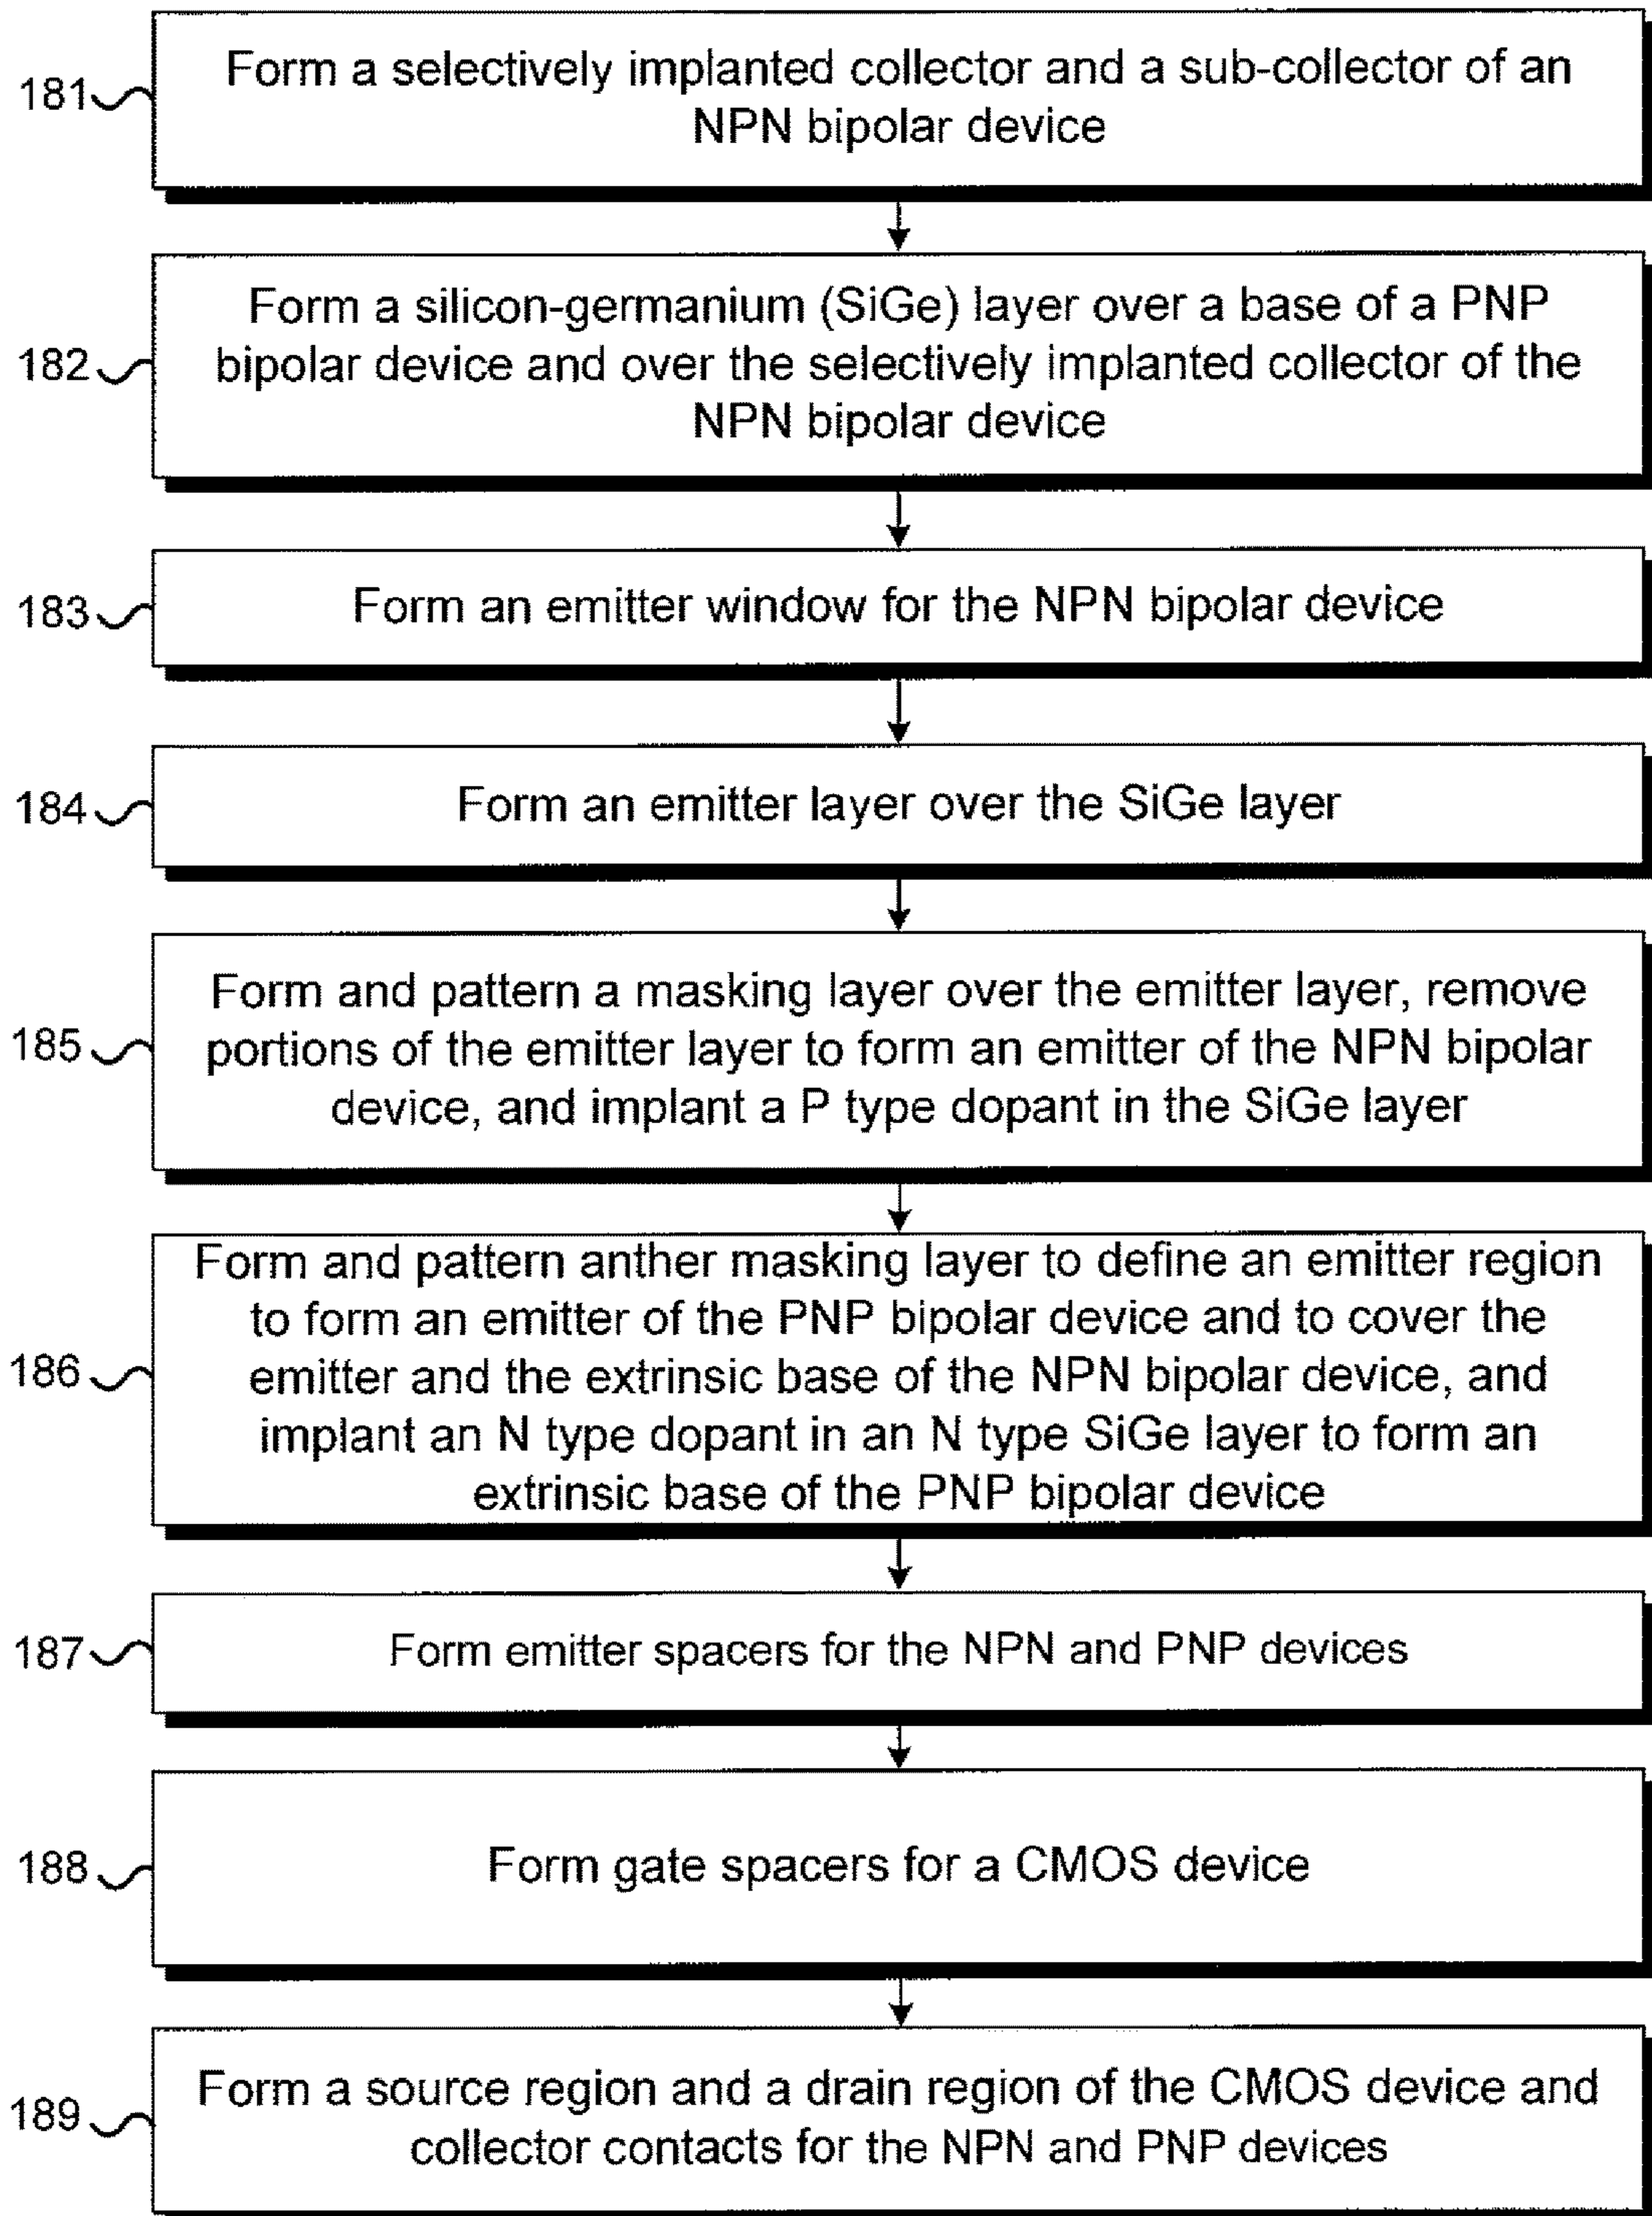 181
Form a selectively implanted collector and a sub-collector of an
NPN bipolar device
182
Form a silicon-germanium (SiGe) layer over a base of a PNP
bipolar device and over the selectively implanted collector of the
NPN bipolar device
183
Form an emitter window for the NPN bipolar device
184
Form an emitter layer over the SiGe layer
185
Form and pattern a masking layer over the emitter layer, remove
portions of the emitter layer to form an emitter of the NPN bipolar
device, and implant a P type dopant in the SiGe layer
186
Form and pattern anther masking layer to define an emitter region
to form an emitter of the PNP bipolar device and to cover the
emitter and the extrinsic base of the NPN bipolar device, and
implant an N type dopant in an N type SiGe layer to form an
extrinsic base of the PNP bipolar device
187
Form emitter spacers for the NPN and PNP devices
188
Form gate spacers for a CMOS device
189
Form a source region and a drain region of the CMOS device and
collector contacts for the NPN and PNP devices